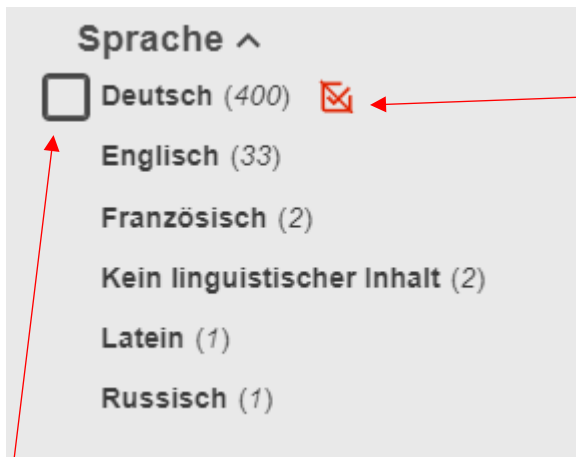 Sprache
Deutsch (400)
Englisch (33)
Französisch (2)
Kein linguistischer Inhalt (2)
Latein (1)
Russisch (1)